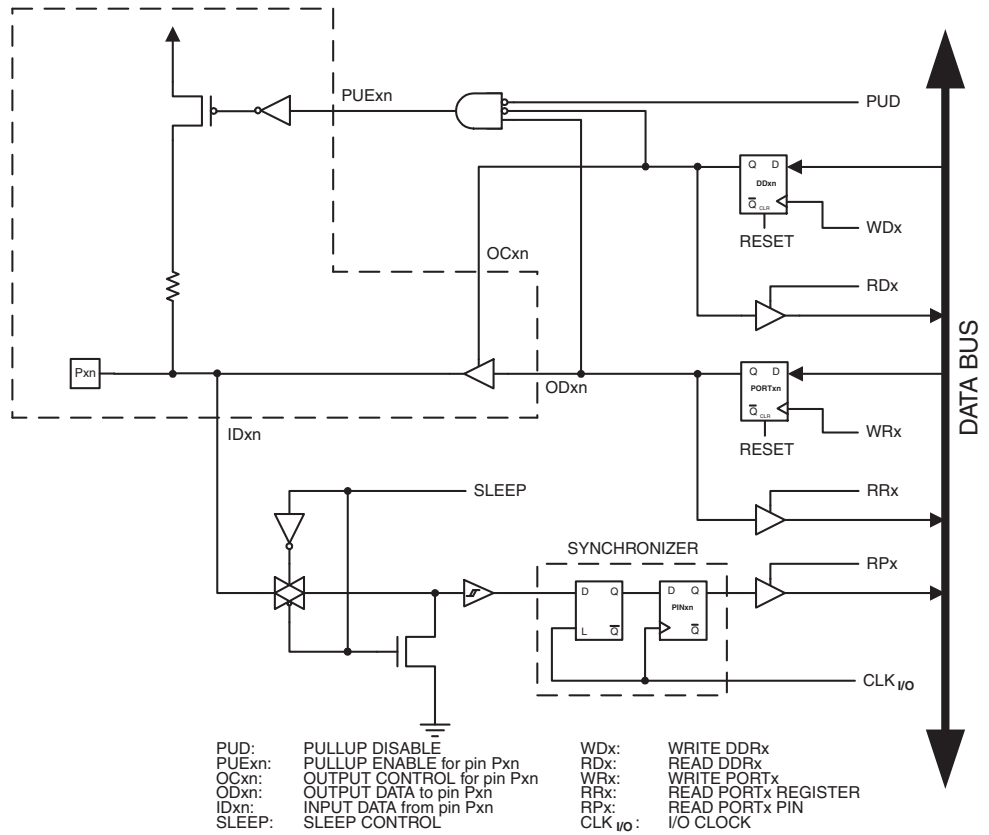 PUExn
PUD
Q D
DDxn
Q CLR
WDx
RESET
OCxn
RDx
Pxn
ODxn
Q D
PORTxn
Q CLR
WRx
RESET
IDxn
SLEEP
RRx
SYNCHRONIZER
RPx
D Q
L Q
D Q
PINxn
Q
CLK I/O
DATA BUS
PUD: PULLUP DISABLE
PUExn: PULLUP ENABLE for pin Pxn
OCxn: OUTPUT CONTROL for pin Pxn
ODxn: OUTPUT DATA to pin Pxn
IDxn: INPUT DATA from pin Pxn
SLEEP: SLEEP CONTROL
WDx: WRITE DDRx
RDx: READ DDRx
WRx: WRITE PORTx
RRx: READ PORTx REGISTER
RPx: READ PORTx PIN
CLK I/O: I/O CLOCK